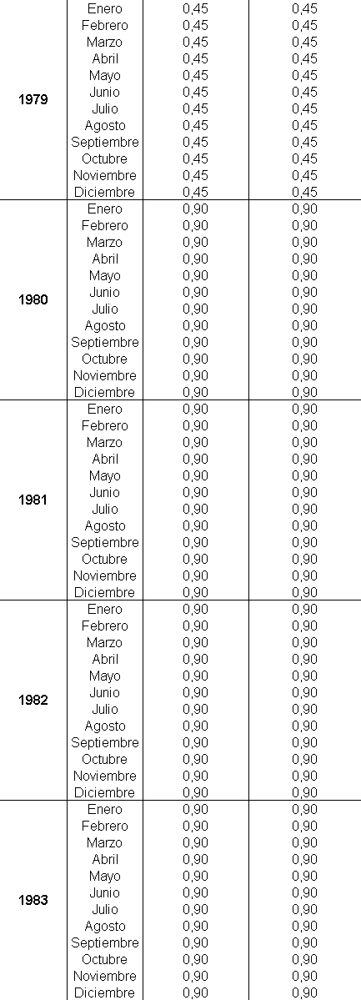 Enero 0,45 0,45
Febrero 0,45 0,45
Marzo 0,45 0,45
Abril 0,45 0,45
Mayo 0,45 0,45
Junio 0,45 0,45
1979
Julio 0,45 0,45
Agosto 0,45 0,45
Septiembre 0,45 0,45
Octubre 0,45 0,45
Noviembre 0,45 0,45
Diciembre 0,45 0,45
Enero 0,90 0,90
Febrero 0,90 0,90
Marzo 0,90 0,90
Abril 0,90 0,90
Mayo 0,90 0,90
Junio 0,90 0,90
1980
Julio 0,90 0,90
Agosto 0,90 0,90
Septiembre 0,90 0,90
Octubre 0,90 0,90
Noviembre 0,90 0,90
Diciembre 0,90 0,90
Enero 0,90 0,90
Febrero 0,90 0,90
Marzo 0,90 0,90
Abril 0,90 0,90
Mayo 0,90 0,90
Junio 0,90 0,90
1981
Julio 0,90 0,90
Agosto 0,90 0,90
Septiembre 0,90 0,90
Octubre 0,90 0,90
Noviembre 0,90 0,90
Diciembre 0,90 0,90
Enero 0,90 0,90
Febrero 0,90 0,90
Marzo 0,90 0,90
Abril 0,90 0,90
Mayo 0,90 0,90
Junio 0,90 0,90
1982
Julio 0,90 0,90
Agosto 0,90 0,90
Septiembre 0,90 0,90
Octubre 0,90 0,90
Noviembre 0,90 0,90
Diciembre 0,90 0,90
Enero 0,90 0,90
Febrero 0,90 0,90
Marzo 0,90 0,90
Abril 0,90 0,90
Mayo 0,90 0,90
Junio 0,90 0,90
1983
Julio 0,90 0,90
Agosto 0,90 0,90
Septiembre 0,90 0,90
Octubre 0,90 0,90
Noviembre 0,90 0,90
Diciembre 0,90 0,90